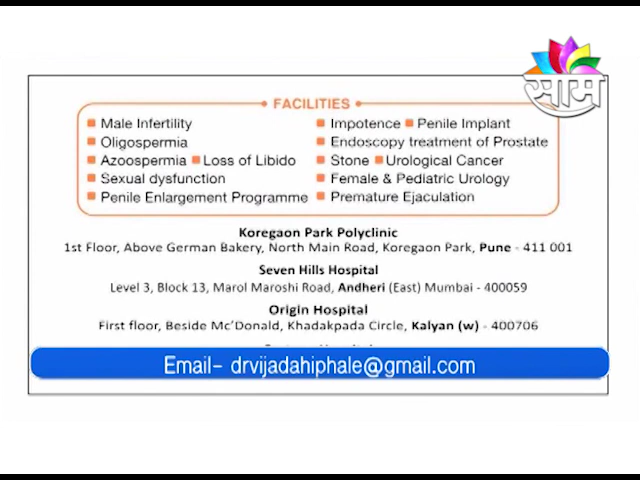 साम
FACILITIES
Male Infertility
Oligospermia
Azoospermia Loss of Libido
Sexual dysfunction
Penile Enlargement Programme
Impotence Penile Implant
Endoscopy treatment of Prostate
Stone Urological Cancer
Female & Pediatric Urology
Premature Ejaculation
Koregaon Park Polyclinic
1st Floor, Above German Bakery, North Main Road, Koregaon Park, Pune - 411 001
Seven Hills Hospital
Level 3, Block 13, Marol Maroshi Road, Andheri (East) Mumbai - 400059
Origin Hospital
First floor, Beside Mc'Donald, Khadakpada Circle, Kalyan (w) - 400706
Email- drvijadahiphale@gmail.com